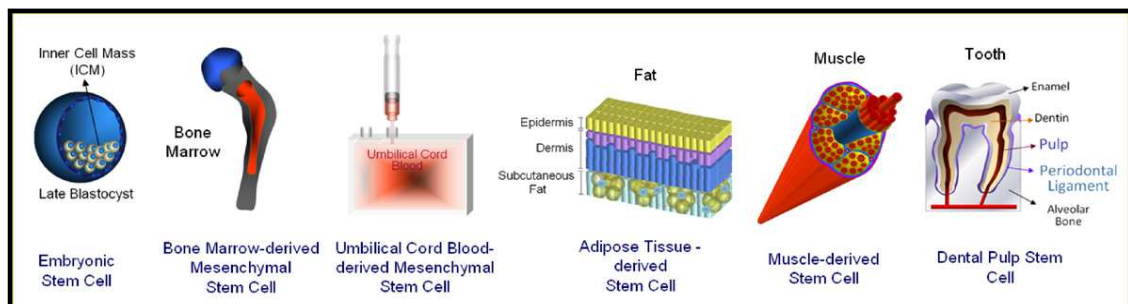 Inner Cell Mass
(ICM)
Late Blastocyst
Embryonic
Stem Cell
Bone
Marrow
Bone Marrow-derived
Mesenchymal
Stem Cell
Umbilical Cord
Blood
Umbilical Cord Blood-
derived Mesenchymal
Stem Cell
Fat
Epidermis
Dermis
Subcutaneous
Fat
Adipose Tissue -
derived
Stem Cell
Muscle
Muscle-derived
Stem Cell
Tooth
Enamel
Dentin
Pulp
Periodontal
Ligament
Alveolar
Bone
Dental Pulp Stem
Cell